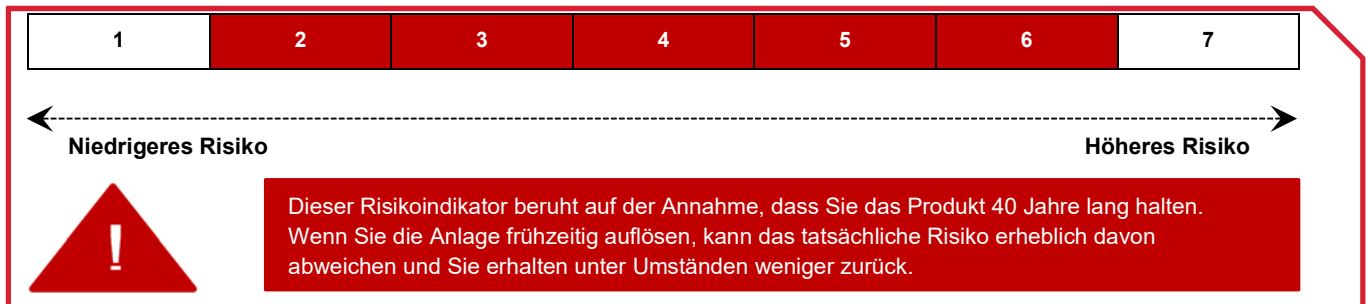 1 2 3 4 5 6 7
Niedrigeres Risiko Höheres Risiko
!
Dieser Risikoindikator beruht auf der Annahme, dass Sie das Produkt 40 Jahre lang halten.
Wenn Sie die Anlage frühzeitig auflösen, kann das tatsächliche Risiko erheblich davon
abweichen und Sie erhalten unter Umständen weniger zurück.